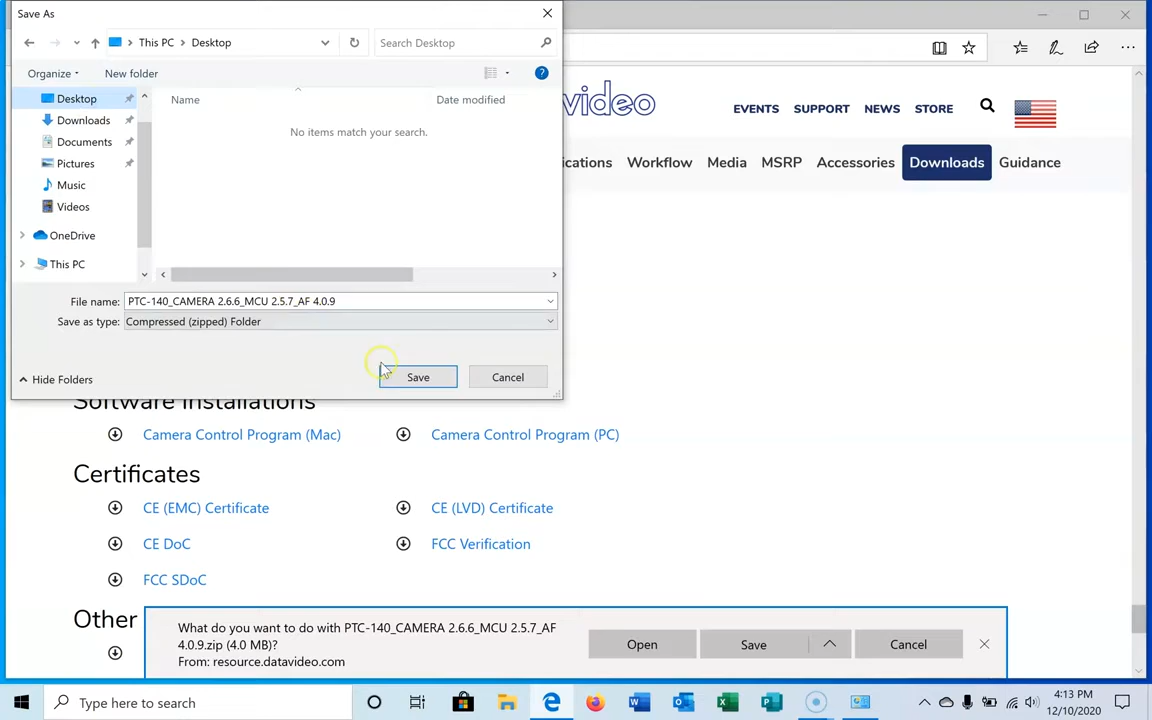 Save As
This PC > Desktop
Search Desktop
Organize
New folder
?
Desktop
Downloads
Documents
Pictures
Music
Videos
OneDrive
This PC
Name
Date modified
No items match your search.
File name: PTC-140_CAMERA 2.6.6_MCU 2.5.7_AF 4.0.9
Save as type: Compressed (zipped) Folder
Hide Folders
Save
Cancel
video
EVENTS SUPPORT NEWS STORE
ications Workflow Media MSRP Accessories Downloads Guidance
Software Installations
Camera Control Program (Mac)
Camera Control Program (PC)
Certificates
CE (EMC) Certificate
CE (LVD) Certificate
CE DoC
FCC Verification
FCC SDoC
Other
What do you want to do with PTC-140_CAMERA 2.6.6_MCU 2.5.7_AF
4.0.9.zip (4.0 MB)?
From: resource.datavideo.com
Open
Save
Cancel
Type here to search
4:13 PM
12/10/2020